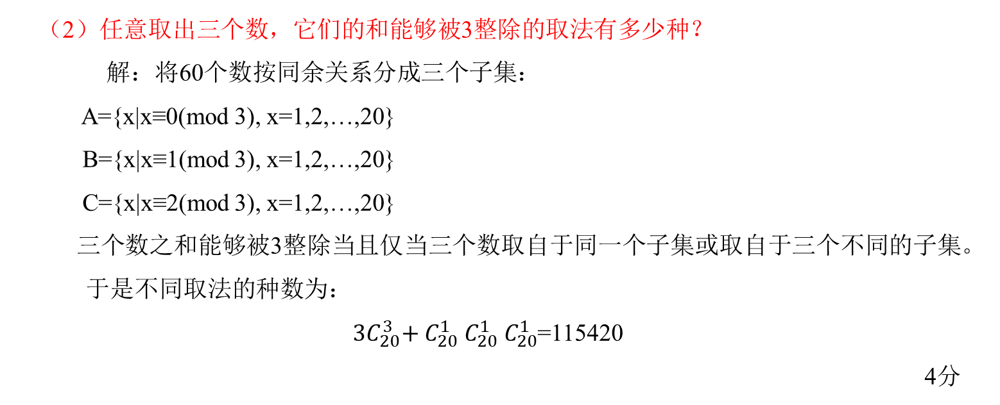 （2）任意取出三个数，它们的和能够被3整除的取法有多少种？
解：将60个数按同余关系分成三个子集：
A={x|x≡0(mod 3), x=1,2,…,20}
B={x|x≡1(mod 3), x=1,2,…,20}
C={x|x≡2(mod 3), x=1,2,…,20}
三个数之和能够被3整除当且仅当三个数取自于同一个子集或取自于三个不同的子集。
于是不同取法的种数为：
$3C_{20}^{3}+C_{20}^{1}C_{20}^{1}C_{20}^{1}$=115420
4分